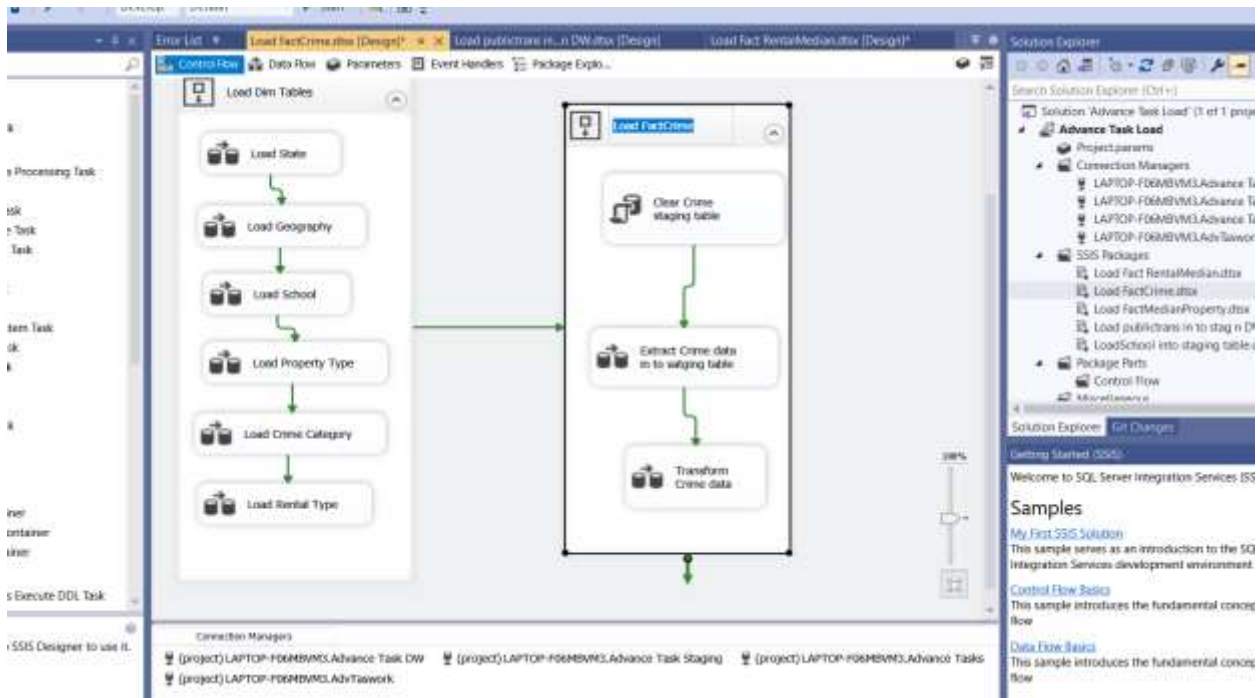 Error List
Load FactCrime.dtsx [Design]*
Load publictrans in...n DW.dtsx [Design]
Load Fact RentalMedian.dtsx [Design]*
Solution Explorer
Control Flow
Data Flow
Parameters
Event Handlers
Package Explo...
Search Solution Explorer (Ctrl+;)
Processing Task
Task
Task
Task
DDL Task
SSIS Designer to use it.
Load Dim Tables
Load State
Load Geography
Load School
Load Property Type
Load Crime Category
Load Rental Type
Load FactCrime
Clear Crime
staging table
Extract Crime data
in to satging table
Transform
Crime data
100%
Connection Managers
(project) LAPTOP-F06MBVM3.Advance Task DW
(project) LAPTOP-F06MBVM3.Advance Task Staging
(project) LAPTOP-F06MBVM3.Advance Tasks
(project) LAPTOP-F06MBVM3.AdvTaswork
Solution 'Advance Task Load' (1 of 1 proje
Advance Task Load
Project.params
Connection Managers
LAPTOP-F06MBVM3.Advance Ta
LAPTOP-F06MBVM3.Advance Ta
LAPTOP-F06MBVM3.Advance Ta
LAPTOP-F06MBVM3.AdvTaswor
SSIS Packages
Load Fact RentalMedian.dtsx
Load FactCrime.dtsx
Load FactMedianProperty.dtsx
Load publictrans in to stag n DW
LoadSchool into staging table
Package Parts
Control Flow
Miscellaneous
Solution Explorer
Git Changes
Getting Started (SSIS)
Welcome to SQL Server Integration Services (SS
Samples
My First SSIS Solution
This sample serves as an introduction to the SQ
Integration Services development environment
Control Flow Basics
This sample introduces the fundamental concep
flow
Data Flow Basics
This sample introduces the fundamental concep
flow